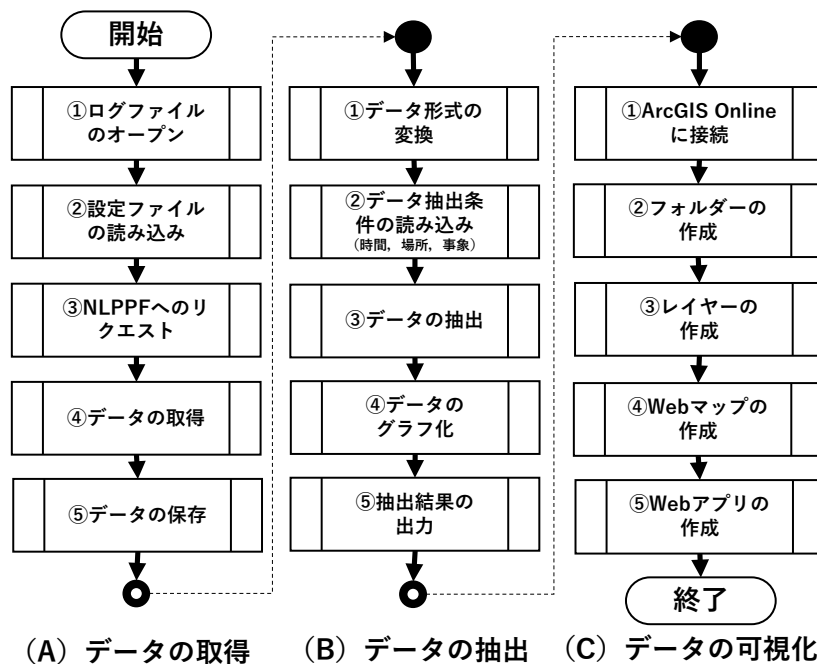 開始
①ログファイル
のオープン
②設定ファイル
の読み込み
③NLPPFへのリ
クエスト
④データの取得
⑤データの保存
（A）データの取得
①データ形式の
変換
②データ抽出条
件の読み込み
（時間，場所，事象）
③データの抽出
④データの
グラフ化
⑤抽出結果の
出力
（B）データの抽出
①ArcGIS Online
に接続
②フォルダーの
作成
③レイヤーの
作成
④Webマップの
作成
⑤Webアプリの
作成
終了
（C）データの可視化